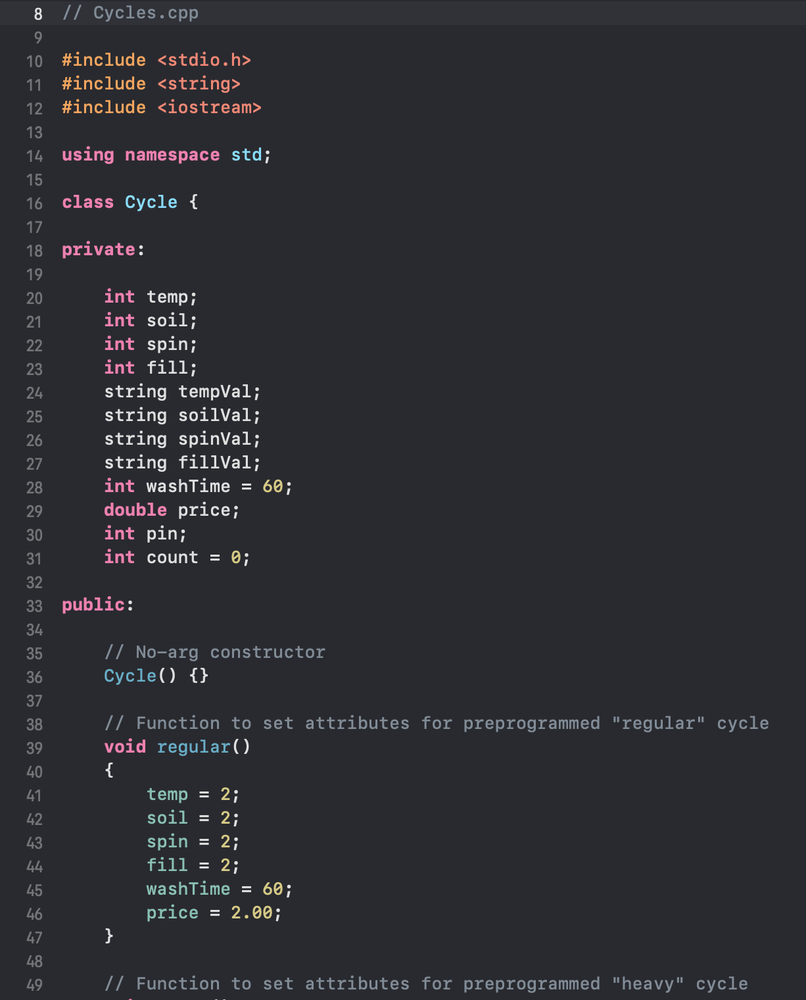 8 // Cycles.cpp
9
10 #include <stdio.h>
11 #include <string>
12 #include <iostream>
13
14 using namespace std;
15
16 class Cycle {
17
18 private:
19
20     int temp;
21     int soil;
22     int spin;
23     int fill;
24     string tempVal;
25     string soilVal;
26     string spinVal;
27     string fillVal;
28     int washTime = 60;
29     double price;
30     int pin;
31     int count = 0;
32
33 public:
34
35     // No-arg constructor
36     Cycle() {}
37
38     // Function to set attributes for preprogrammed "regular" cycle
39     void regular()
40     {
41         temp = 2;
42         soil = 2;
43         spin = 2;
44         fill = 2;
45         washTime = 60;
46         price = 2.00;
47     }
48
49     // Function to set attributes for preprogrammed "heavy" cycle